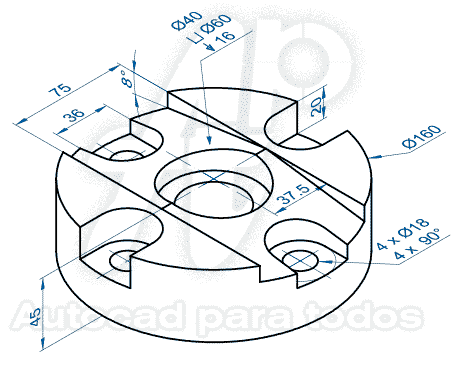 Ø40
⌴ Ø60
↧ 16
75
8°
36
20
Ø160
37.5
4 x Ø18
4 x 90°
45
Autocad para todos